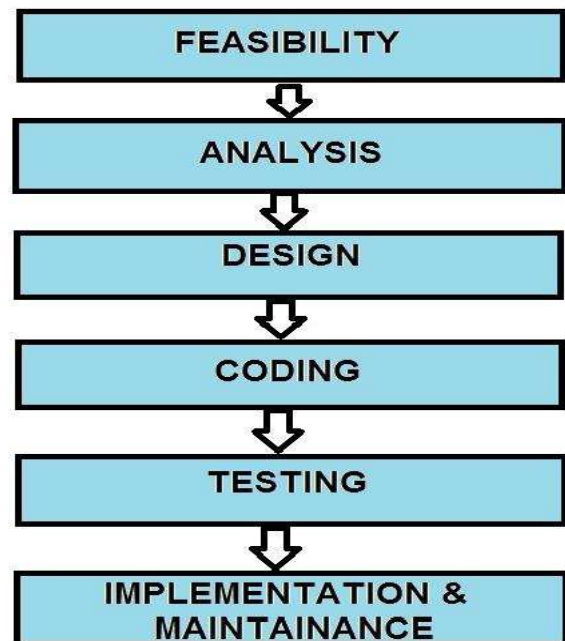 FEASIBILITY
ANALYSIS
DESIGN
CODING
TESTING
IMPLEMENTATION &
MAINTAINANCE